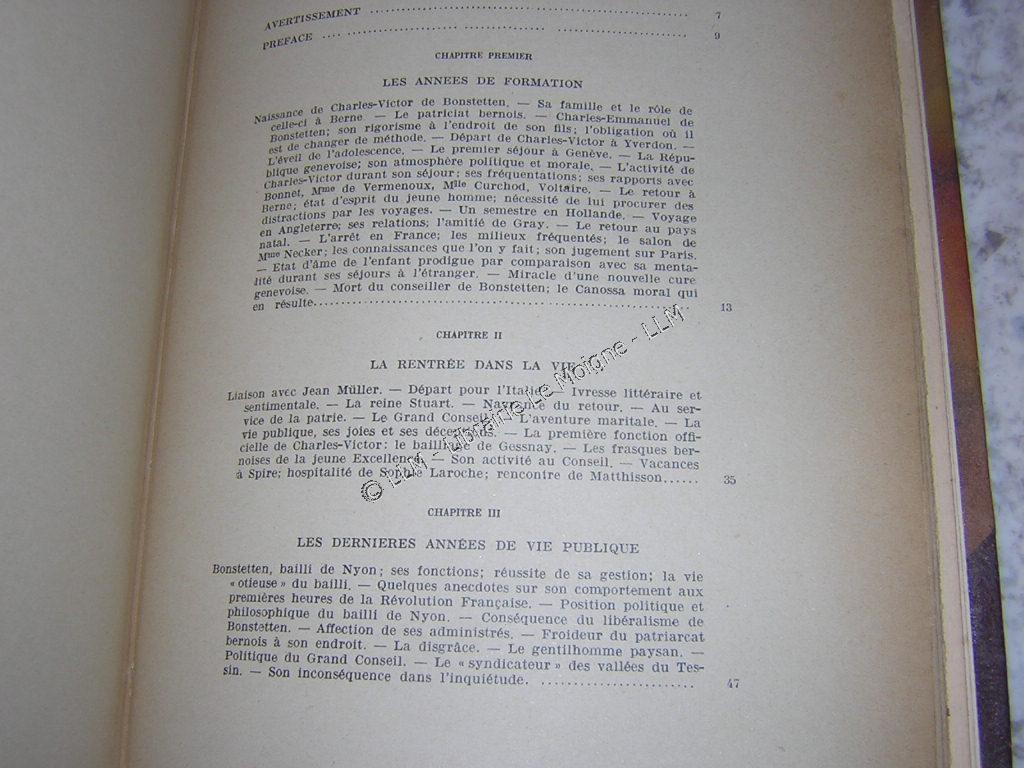 AVERTISSEMENT ........................ 7
PREFACE ........................ 9
CHAPITRE PREMIER
LES ANNEES DE FORMATION
Naissance de Charles-Victor de Bonstetten. — Sa famille et le rôle de
celle-ci à Berne. — Le patriciat bernois. — Charles-Emmanuel de
Bonstetten; son rigorisme à l'endroit de son fils; l'obligation où il
est de changer de méthode. — Départ de Charles-Victor à Yverdon. —
L'éveil de l'adolescence. — Le premier séjour à Genève. — La Répu-
blique genevoise; son atmosphère politique et morale. — L'activité de
Charles-Victor durant son séjour; ses fréquentations; ses rapports avec
Bonnet, Mme de Vermenoux, Mlle Curchod, Voltaire. — Le retour à
Berne; état d'esprit du jeune homme; nécessité de lui procurer des
distractions par les voyages. — Un semestre en Hollande. — Voyage
en Angleterre; ses relations; l'amitié de Gray. — Le retour au pays
natal. — L'arrêt en France; les milieux fréquentés; le salon de
Mme Necker; les connaissances que l'on y fait; son jugement sur Paris.
— Etat d'âme de l'enfant prodigue par comparaison avec sa menta-
lité durant ses séjours à l'étranger. — Miracle d'une nouvelle cure
genevoise. — Mort du conseiller de Bonstetten; le Canossa moral qui
en résulte........................ 13
CHAPITRE II
LA RENTRÉE DANS LA VIE
Liaison avec Jean Müller. — Départ pour l'Italie. — Ivresse littéraire et
sentimentale. — La reine Stuart. — du retour. — Au ser-
vice de la patrie. — Le Grand Conseil. — L'aventure maritale. — La
vie publique, ses joies et ses déceptions. — La première fonction offi-
cielle de Charles-Victor: le bailliage de Gessnay. — Les frasques ber-
noises de la jeune Excellence. — Son activité au Conseil. — Vacances
à Spire; hospitalité de Sophie Laroche; rencontre de Matthisson...... 35
CHAPITRE III
LES DERNIERES ANNÉES DE VIE PUBLIQUE
Bonstetten, bailli de Nyon; ses fonctions; réussite de sa gestion; la vie
« otieuse » du bailli. — Quelques anecdotes sur son comportement aux
premières heures de la Révolution Française. — Position politique et
philosophique du bailli de Nyon. — Conséquence du libéralisme de
Bonstetten. — Affection de ses administrés. — Froideur du patriarcat
bernois à son endroit. — La disgrâce. — Le gentilhomme paysan. —
Politique du Grand Conseil. — Le « syndicateur » des vallées du Tes-
sin. — Son inconséquence dans l'inquiétude. ........................ 47
© LLM - Librairie Le Moigne - LLM